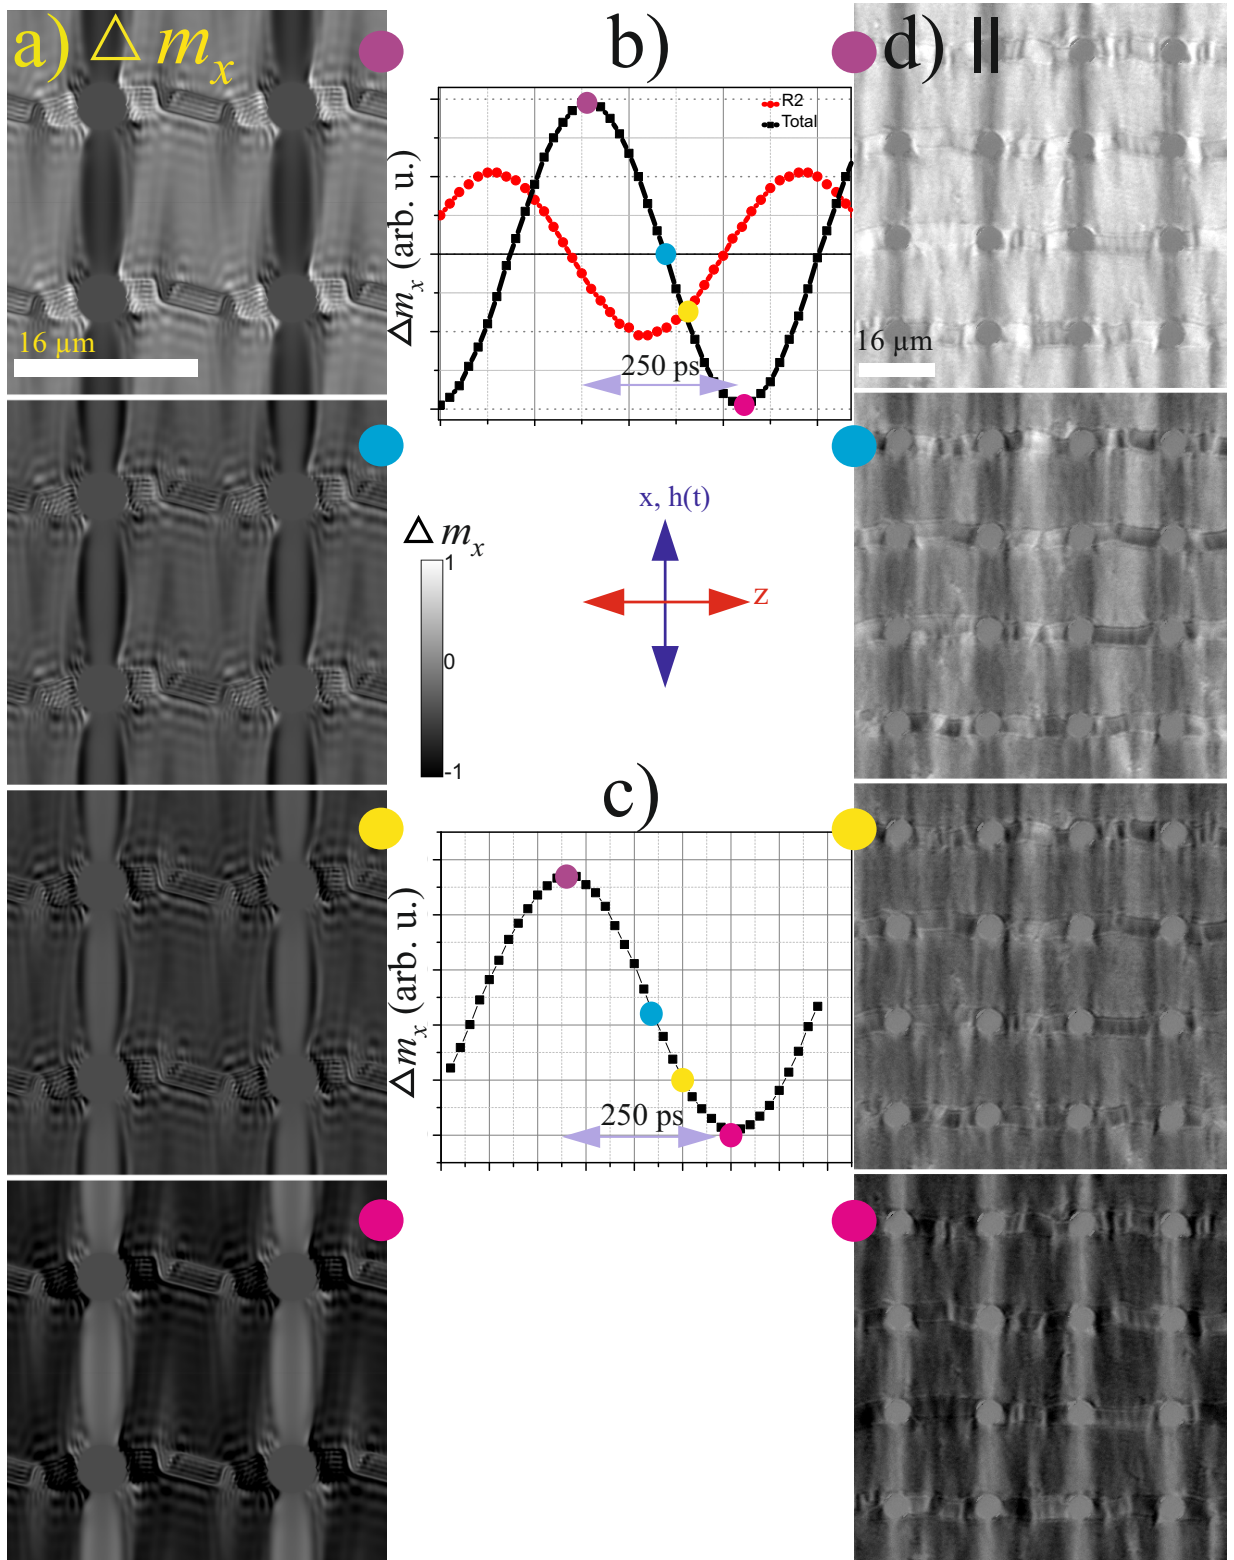 a) △ m_x
16 µm
b)
R2
Total
Δm_x (arb. u.)
250 ps
d) ||
16 µm
x, h(t)
z
△ m_x
1
0
-1
c)
Δm_x (arb. u.)
250 ps